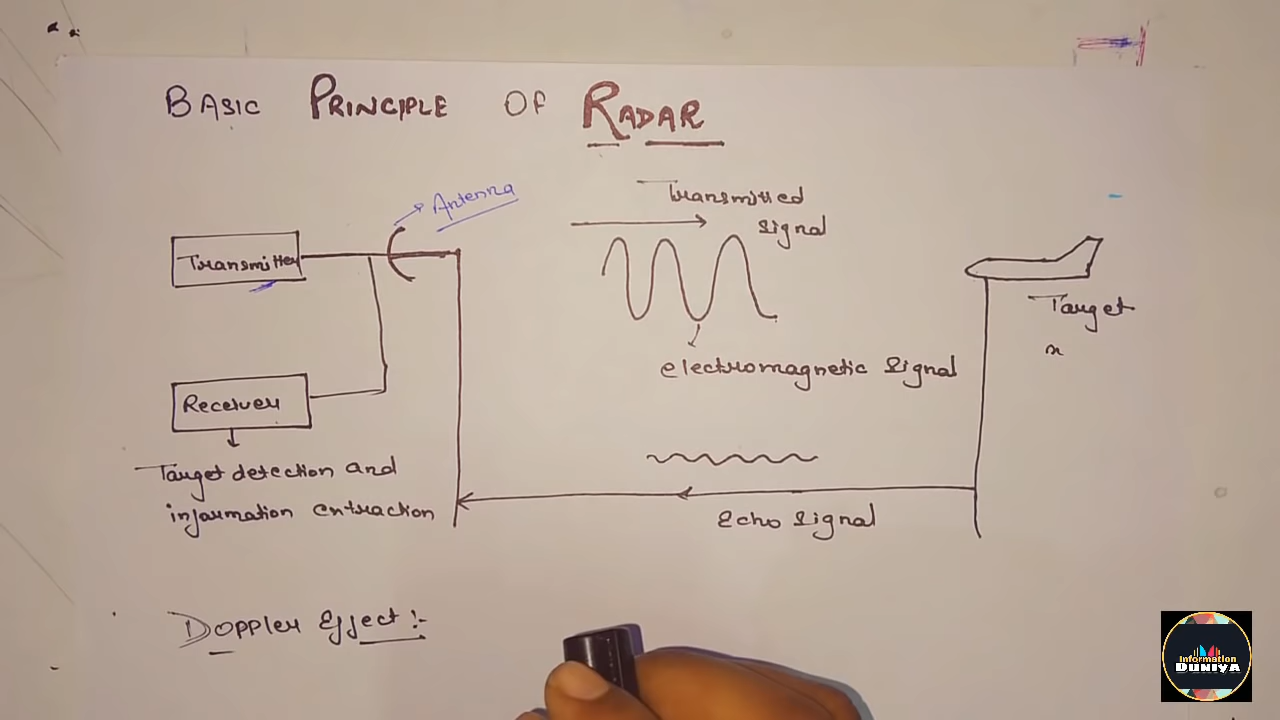 BASIC PRINCIPLE OF RADAR
Antenna
Transmitted
signal
Transmitter
Target
electromagnetic signal
Receiver
Target detection and
information entraction
Echo signal
Doppler Effect :-
Information
DUNIYA